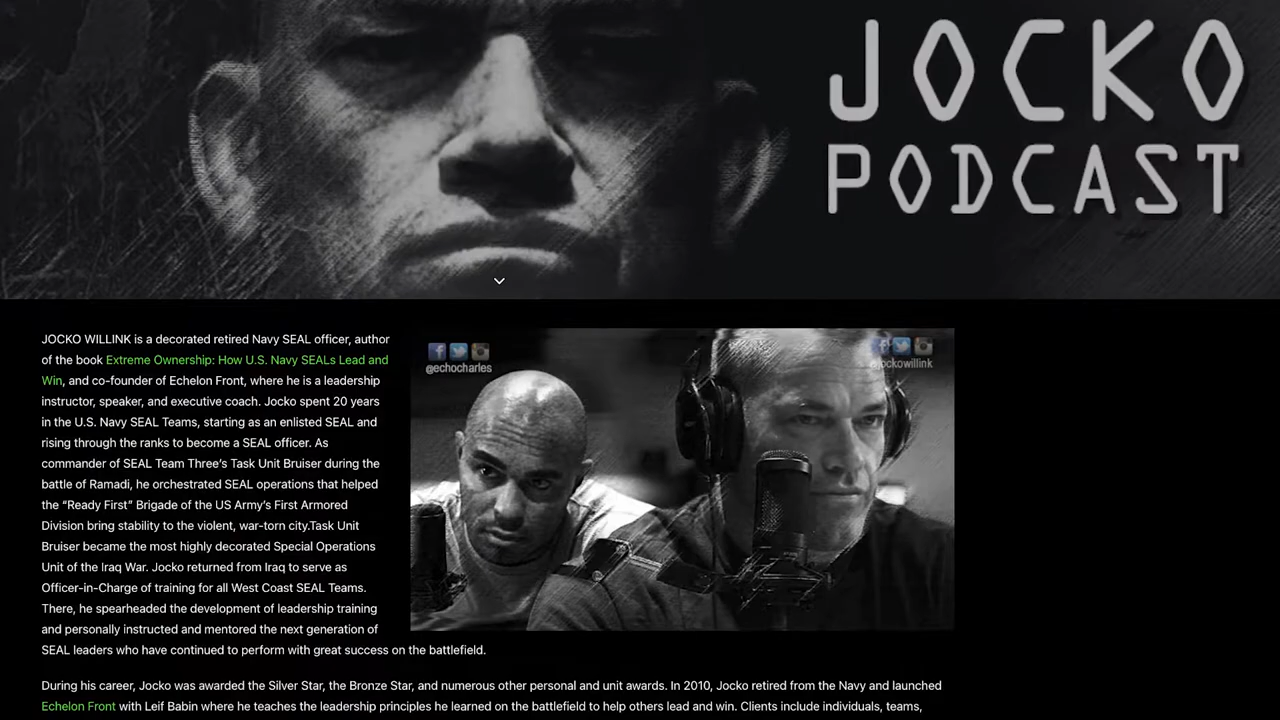 JOCKO
PODCAST
JOCKO WILLINK is a decorated retired Navy SEAL officer, author
of the book Extreme Ownership: How U.S. Navy SEALs Lead and
Win, and co-founder of Echelon Front, where he is a leadership
instructor, speaker, and executive coach. Jocko spent 20 years
in the U.S. Navy SEAL Teams, starting as an enlisted SEAL and
rising through the ranks to become a SEAL officer. As
commander of SEAL Team Three’s Task Unit Bruiser during the
battle of Ramadi, he orchestrated SEAL operations that helped
the “Ready First” Brigade of the US Army’s First Armored
Division bring stability to the violent, war-torn city.Task Unit
Bruiser became the most highly decorated Special Operations
Unit of the Iraq War. Jocko returned from Iraq to serve as
Officer-in-Charge of training for all West Coast SEAL Teams.
There, he spearheaded the development of leadership training
and personally instructed and mentored the next generation of
SEAL leaders who have continued to perform with great success on the battlefield.
@echocharles
@jockowillink
During his career, Jocko was awarded the Silver Star, the Bronze Star, and numerous other personal and unit awards. In 2010, Jocko retired from the Navy and launched
Echelon Front with Leif Babin where he teaches the leadership principles he learned on the battlefield to help others lead and win. Clients include individuals, teams,